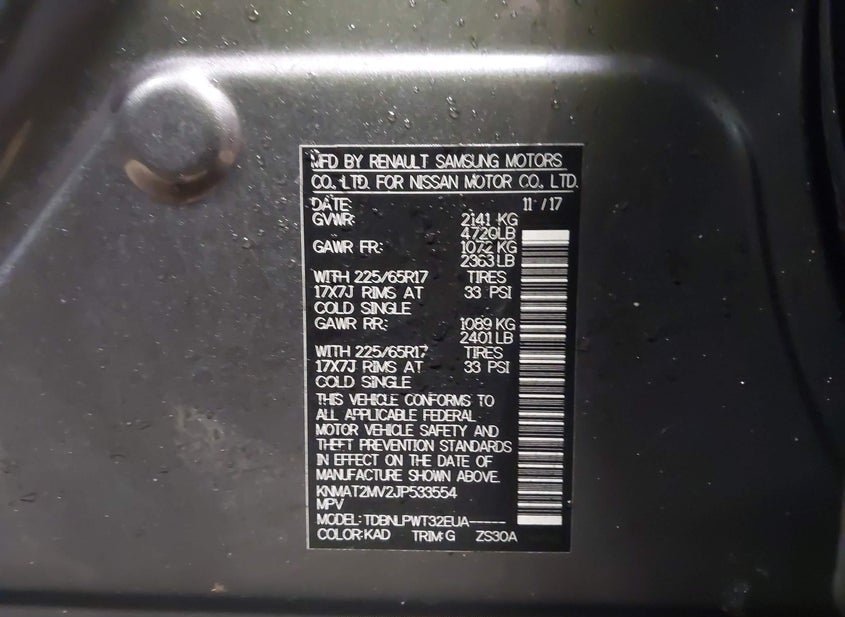 MFD BY RENAULT SAMSUNG MOTORS
CO., LTD. FOR NISSAN MOTOR CO., LTD.
DATE: 11 /17
GVWR: 2141 KG
4720LB
GAWR FR: 1072 KG
2363 LB
WITH 225/65R17 TIRES
17X7J RIMS AT 33 PSI
COLD SINGLE
GAWR RR: 1089 KG
2401 LB
WITH 225/65R17 TIRES
17X7J RIMS AT 33 PSI
COLD SINGLE
THIS VEHICLE CONFORMS TO
ALL APPLICABLE FEDERAL
MOTOR VEHICLE SAFETY AND
THEFT PREVENTION STANDARDS
IN EFFECT ON THE DATE OF
MANUFACTURE SHOWN ABOVE.
KNMAT2MV2JP533554
MPV
MODEL: TDBNLPWT32EUA-----
COLOR:KAD TRIM:G ZS30A